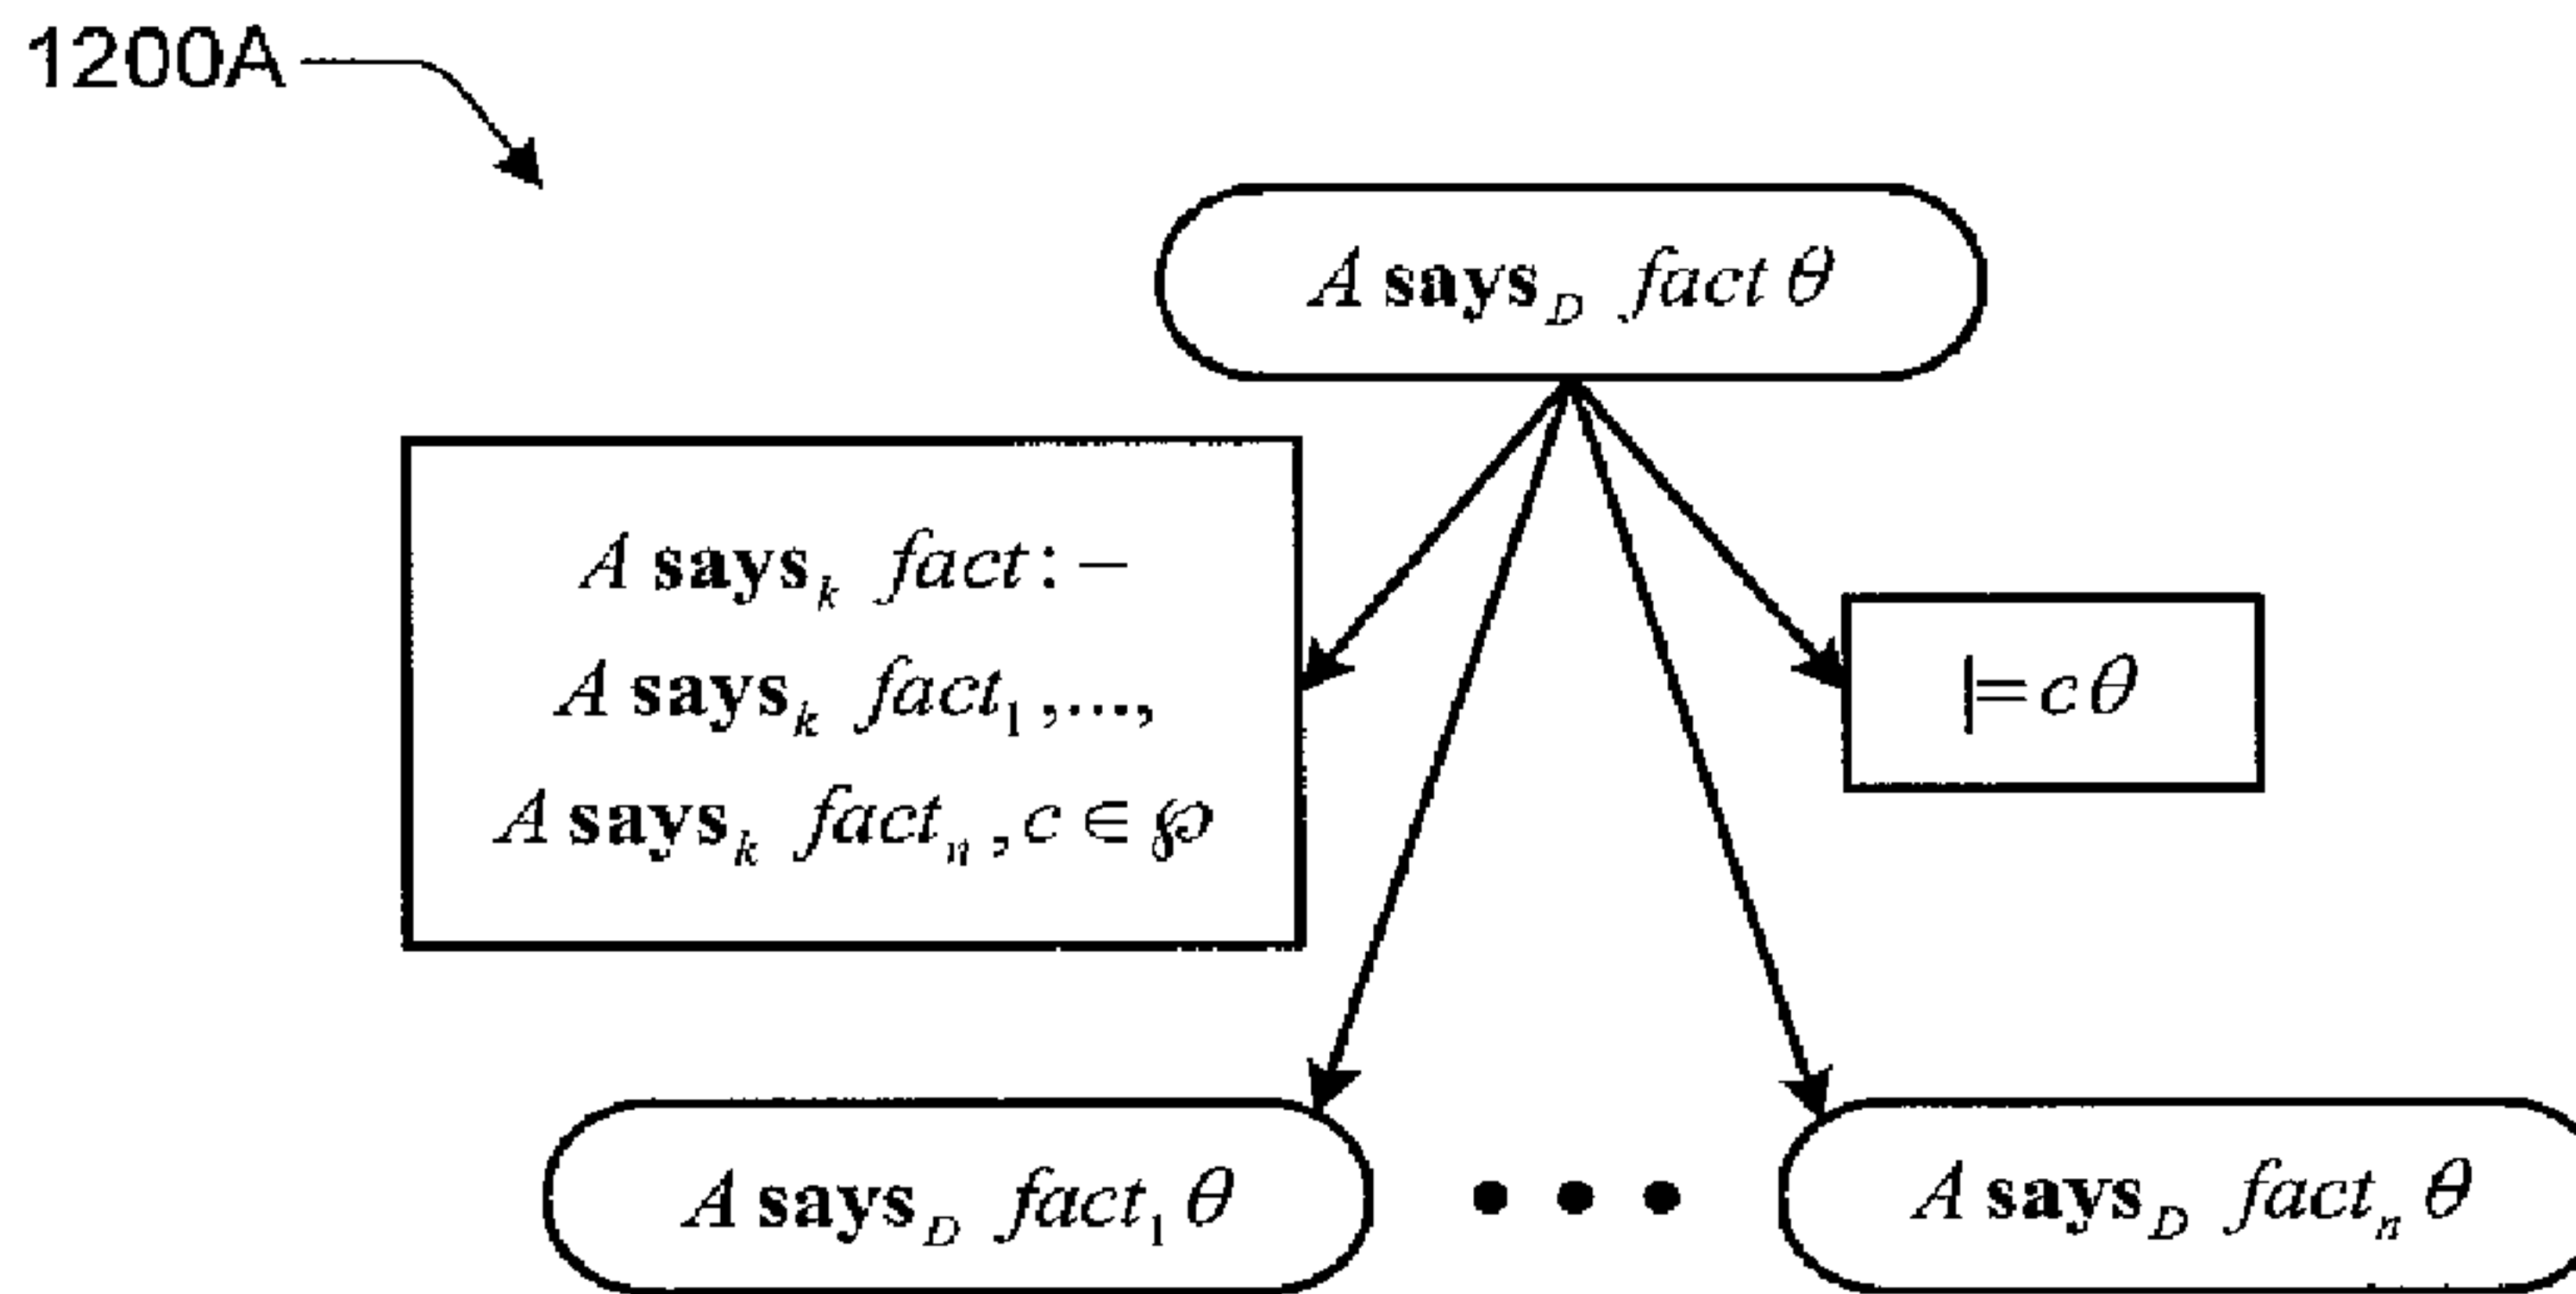 1200A
A says_D fact θ
A says_k fact :–
A says_k fact_1 ,...,
A says_k fact_n , c ∈ ℘
|= c θ
A says_D fact_1 θ
• • •
A says_D fact_n θ